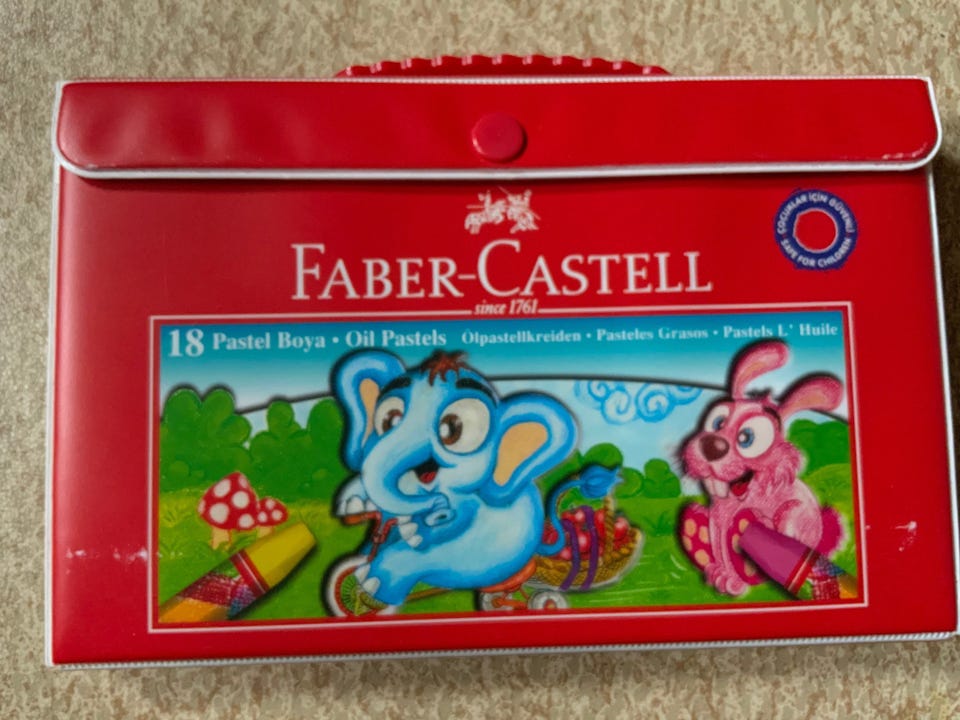 ÇOCUKLAR İÇİN GÜVENLİ
SAFE FOR CHILDREN
FABER-CASTELL
since 1761
18 Pastel Boya • Oil Pastels Ölpastellkreiden • Pasteles Grasos • Pastels L' Huile